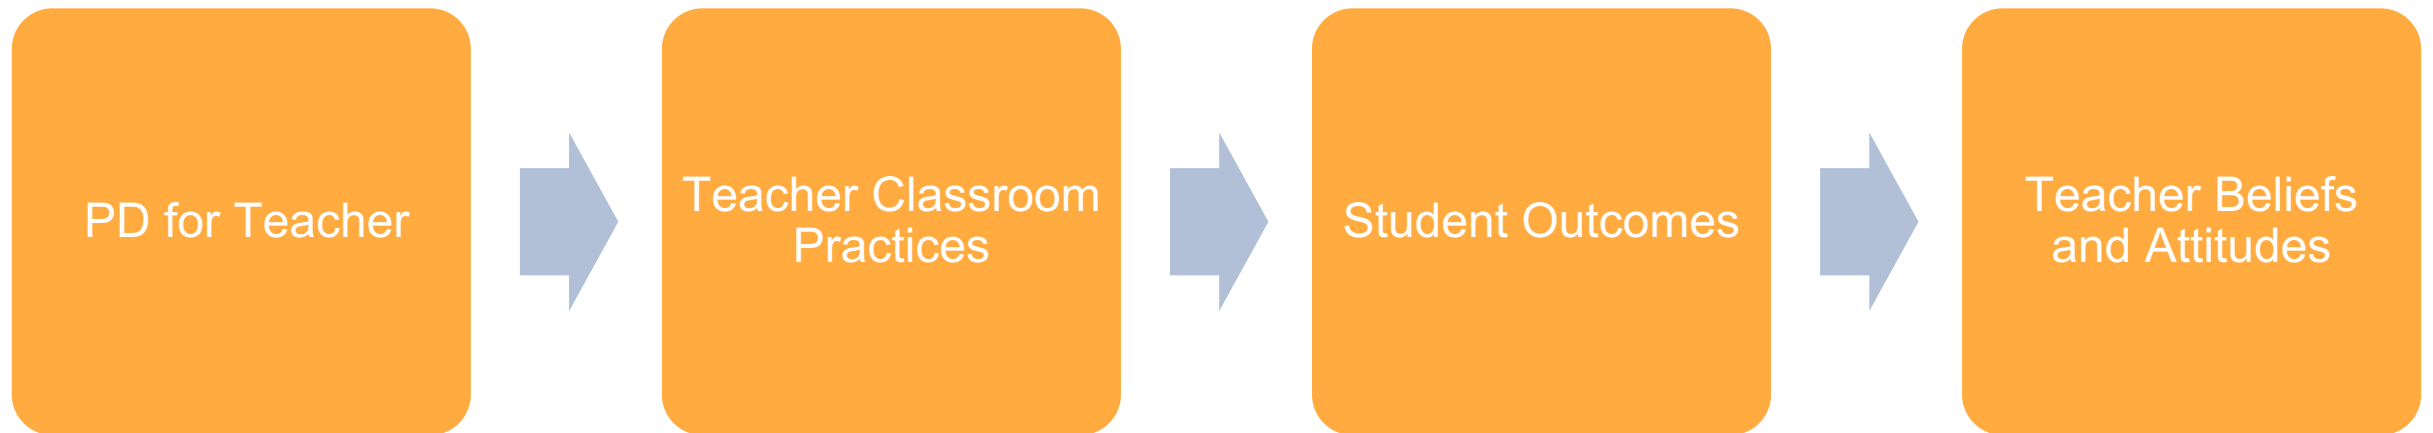 PD for Teacher
Teacher Classroom
Practices
Student Outcomes
Teacher Beliefs
and Attitudes